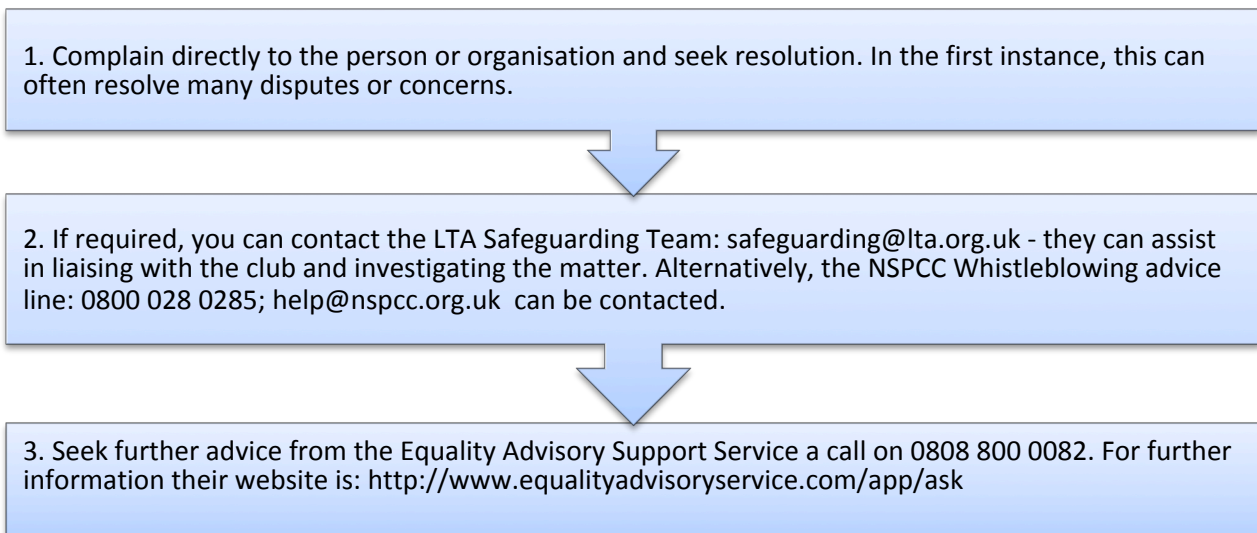 1. Complain directly to the person or organisation and seek resolution. In the first instance, this can
often resolve many disputes or concerns.
2. If required, you can contact the LTA Safeguarding Team: safeguarding@lta.org.uk - they can assist
in liaising with the club and investigating the matter. Alternatively, the NSPCC Whistleblowing advice
line: 0800 028 0285; help@nspcc.org.uk  can be contacted.
3. Seek further advice from the Equality Advisory Support Service a call on 0808 800 0082. For further
information their website is: http://www.equalityadvisoryservice.com/app/ask